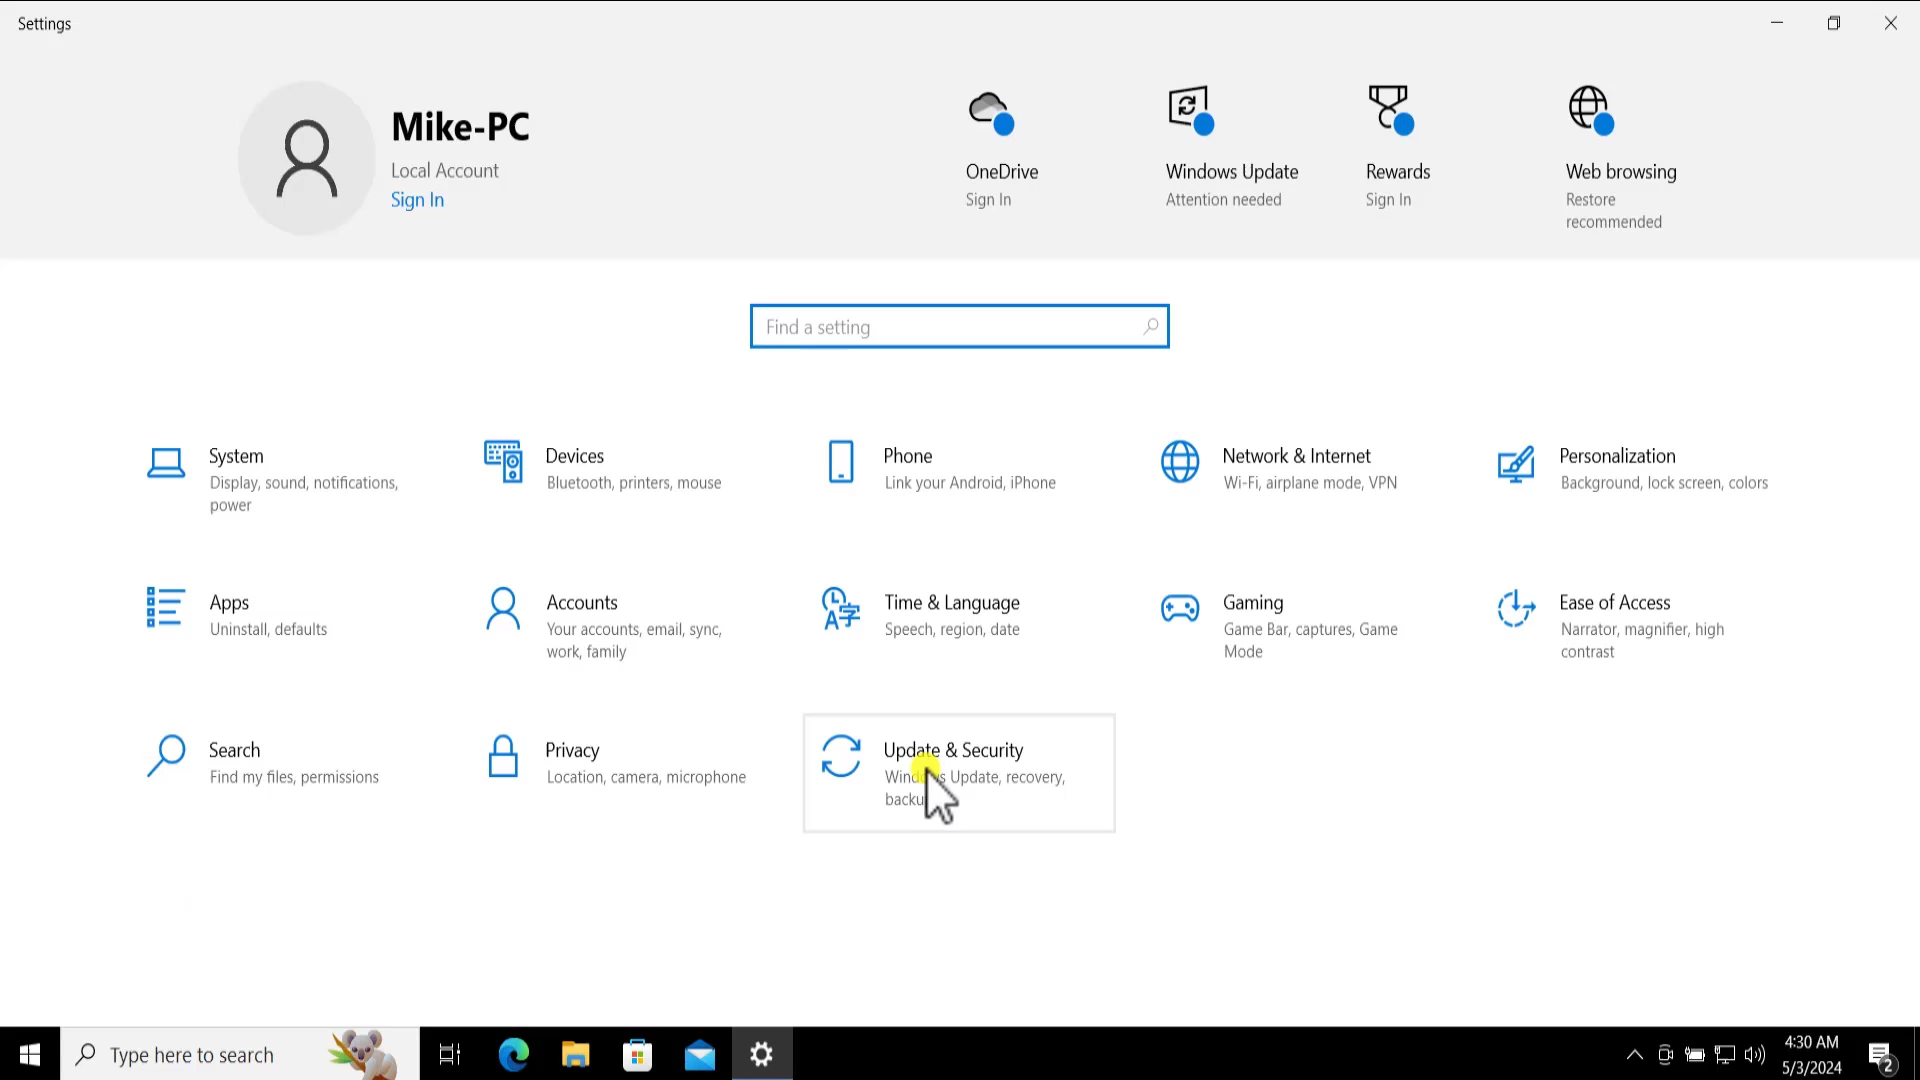 Settings
Mike-PC
Local Account
Sign In
OneDrive
Sign In
Windows Update
Attention needed
Rewards
Sign In
Web browsing
Restore
recommended
Find a setting
System
Display, sound, notifications,
power
Devices
Bluetooth, printers, mouse
Phone
Link your Android, iPhone
Network & Internet
Wi-Fi, airplane mode, VPN
Personalization
Background, lock screen, colors
Apps
Uninstall, defaults
Accounts
Your accounts, email, sync,
work, family
Time & Language
Speech, region, date
Gaming
Game Bar, captures, Game
Mode
Ease of Access
Narrator, magnifier, high
contrast
Search
Find my files, permissions
Privacy
Location, camera, microphone
Update & Security
Windows Update, recovery,
Type here to search
4:30 AM
5/3/2024
2